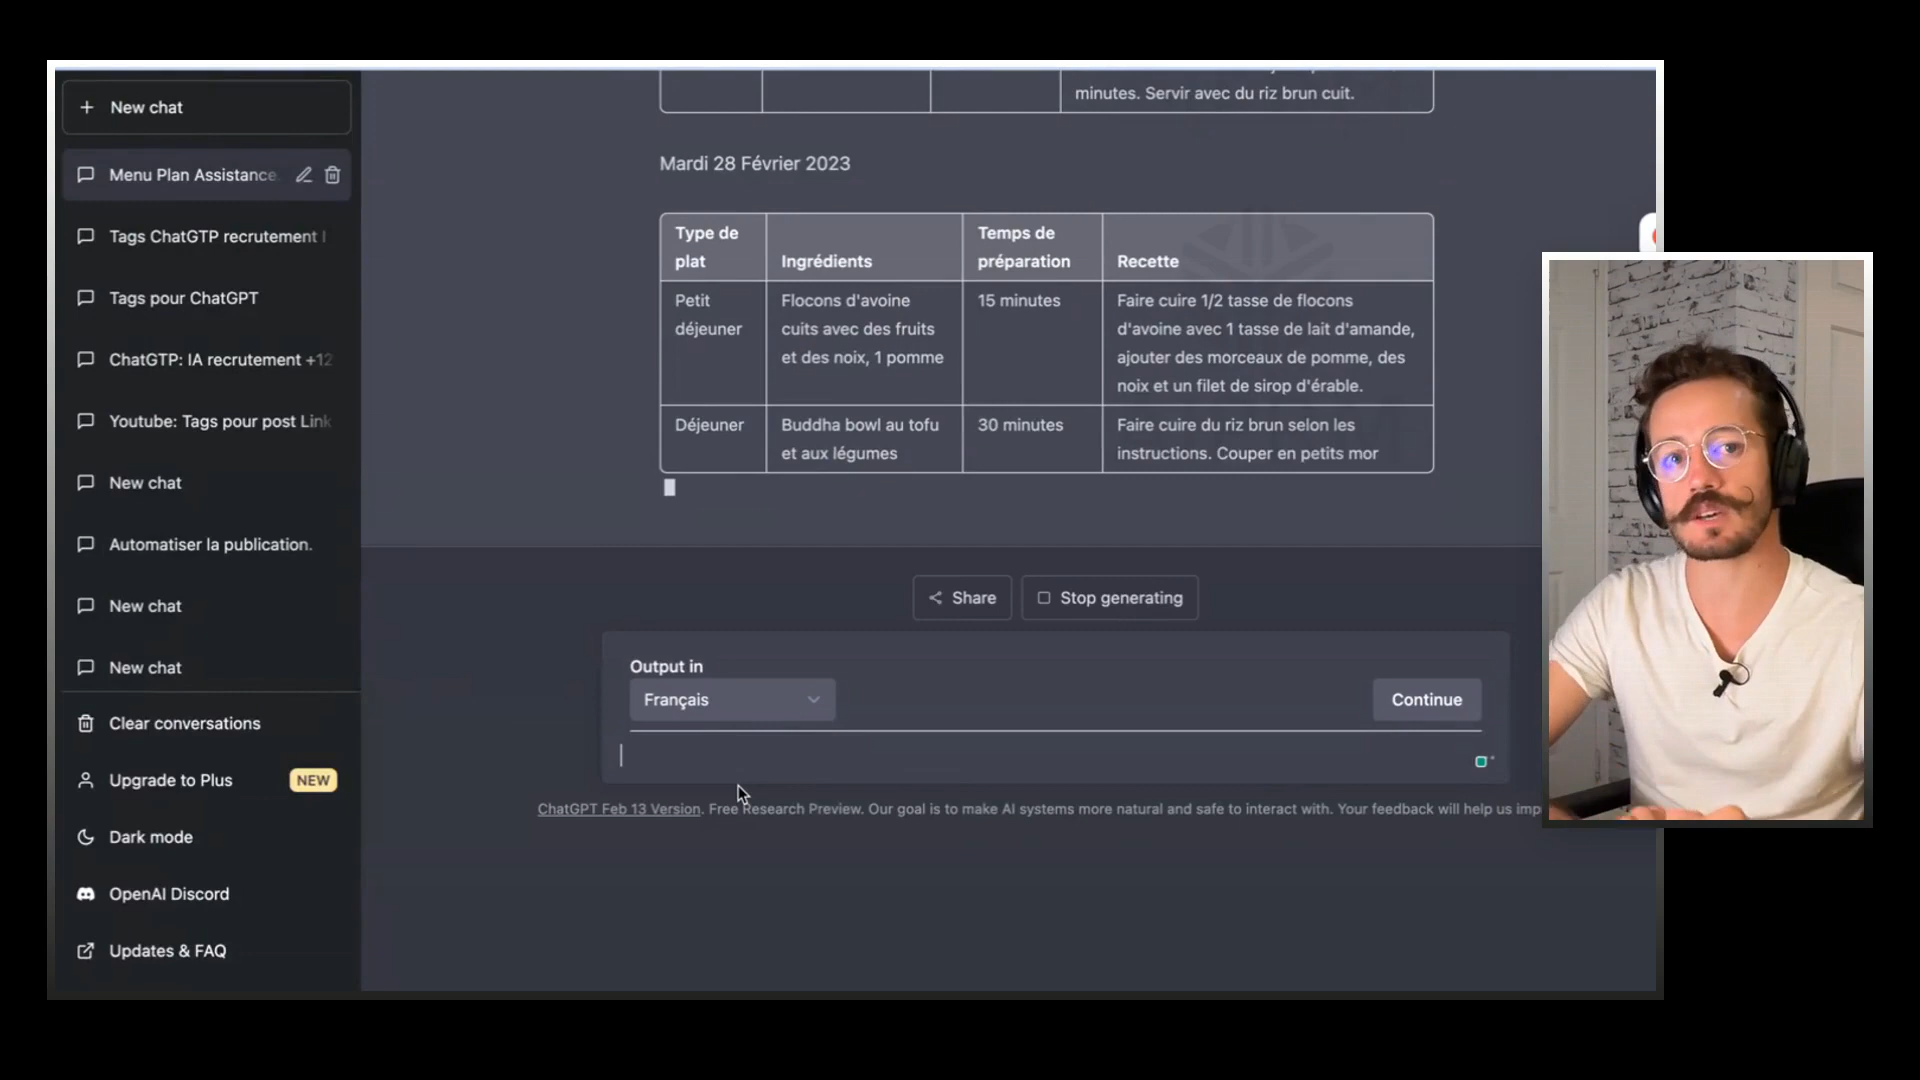 New chat
Menu Plan Assistance
Tags ChatGTP recrutement
Tags pour ChatGPT
ChatGTP: IA recrutement +12
Youtube: Tags pour post Link
New chat
Automatiser la publication.
New chat
New chat
Clear conversations
Upgrade to Plus NEW
Dark mode
OpenAI Discord
Updates & FAQ
minutes. Servir avec du riz brun cuit.
Mardi 28 Février 2023
Type de
plat
Ingrédients
Temps de
préparation
Recette
Petit
déjeuner
Flocons d'avoine
cuits avec des fruits
et des noix, 1 pomme
15 minutes
Faire cuire 1/2 tasse de flocons
d'avoine avec 1 tasse de lait d'amande,
ajouter des morceaux de pomme, des
noix et un filet de sirop d'érable.
Déjeuner
Buddha bowl au tofu
et aux légumes
30 minutes
Faire cuire du riz brun selon les
instructions. Couper en petits mor
Share
Stop generating
Output in
Français
Continue
ChatGPT Feb 13 Version. Free Research Preview. Our goal is to make AI systems more natural and safe to interact with. Your feedback will help us imp